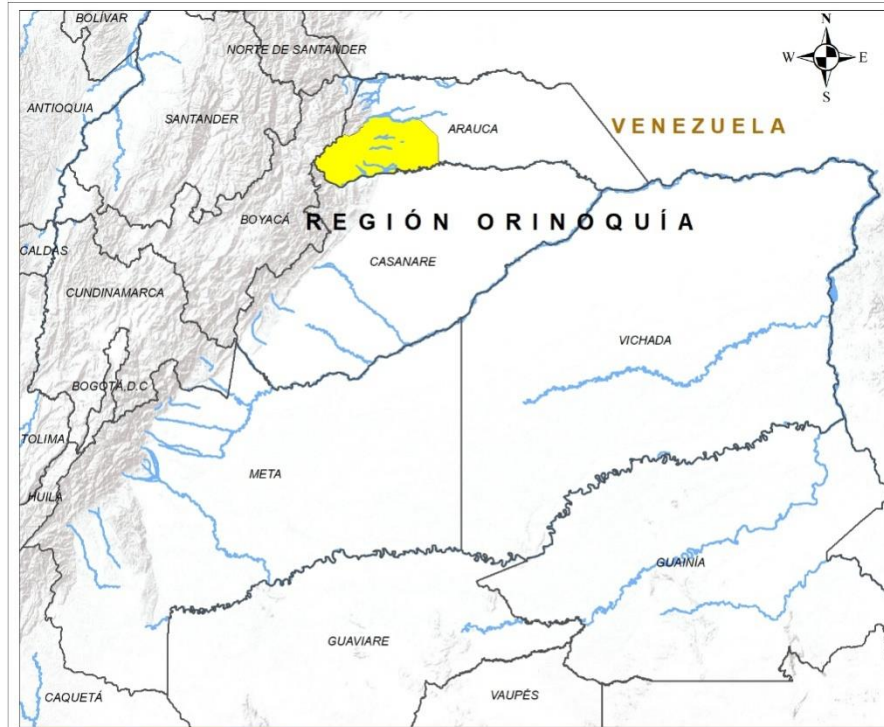 BOLÍVAR
N
NORTE DE SANTANDER
W
E
S
ANTIOQUIA
SANTANDER
ARAUCA
VENEZUELA
BOYACÁ
REGIÓN ORINOQUÍA
CALDAS
CASANARE
CUNDINAMARCA
VICHADA
BOGOTÁ, D.C
TOLIMA
META
HUILA
GUAINÍA
GUAVIARE
CAQUETÁ
VAUPÉS